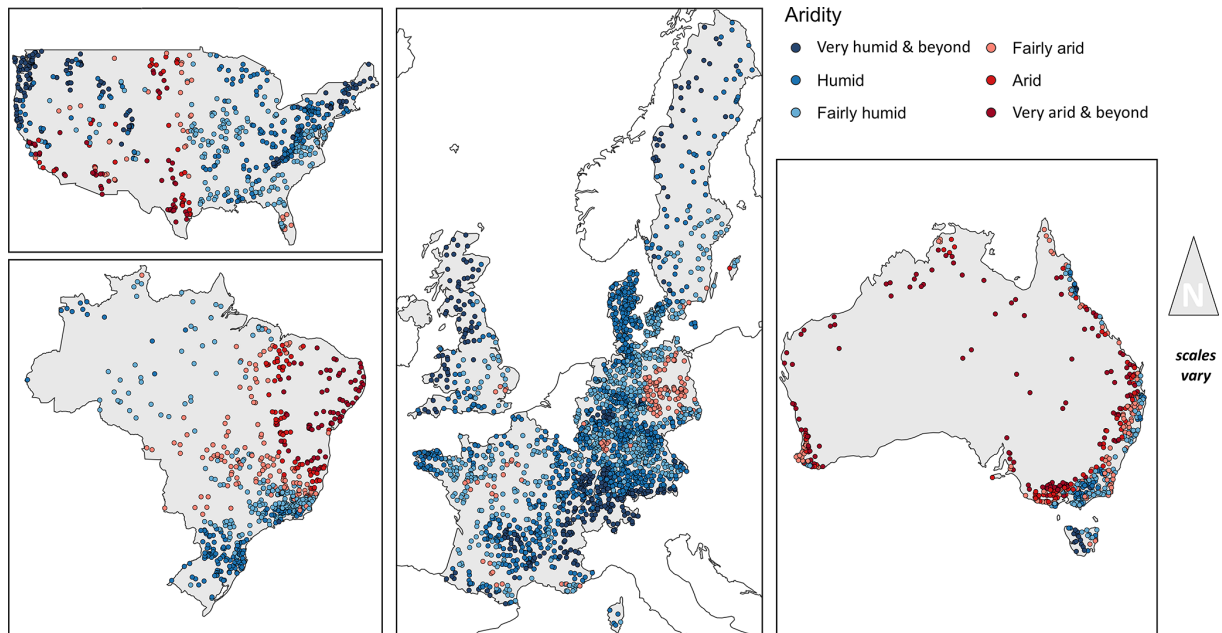 Aridity
Very humid & beyond
Fairly arid
Humid
Arid
Fairly humid
Very arid & beyond
N
scales
vary